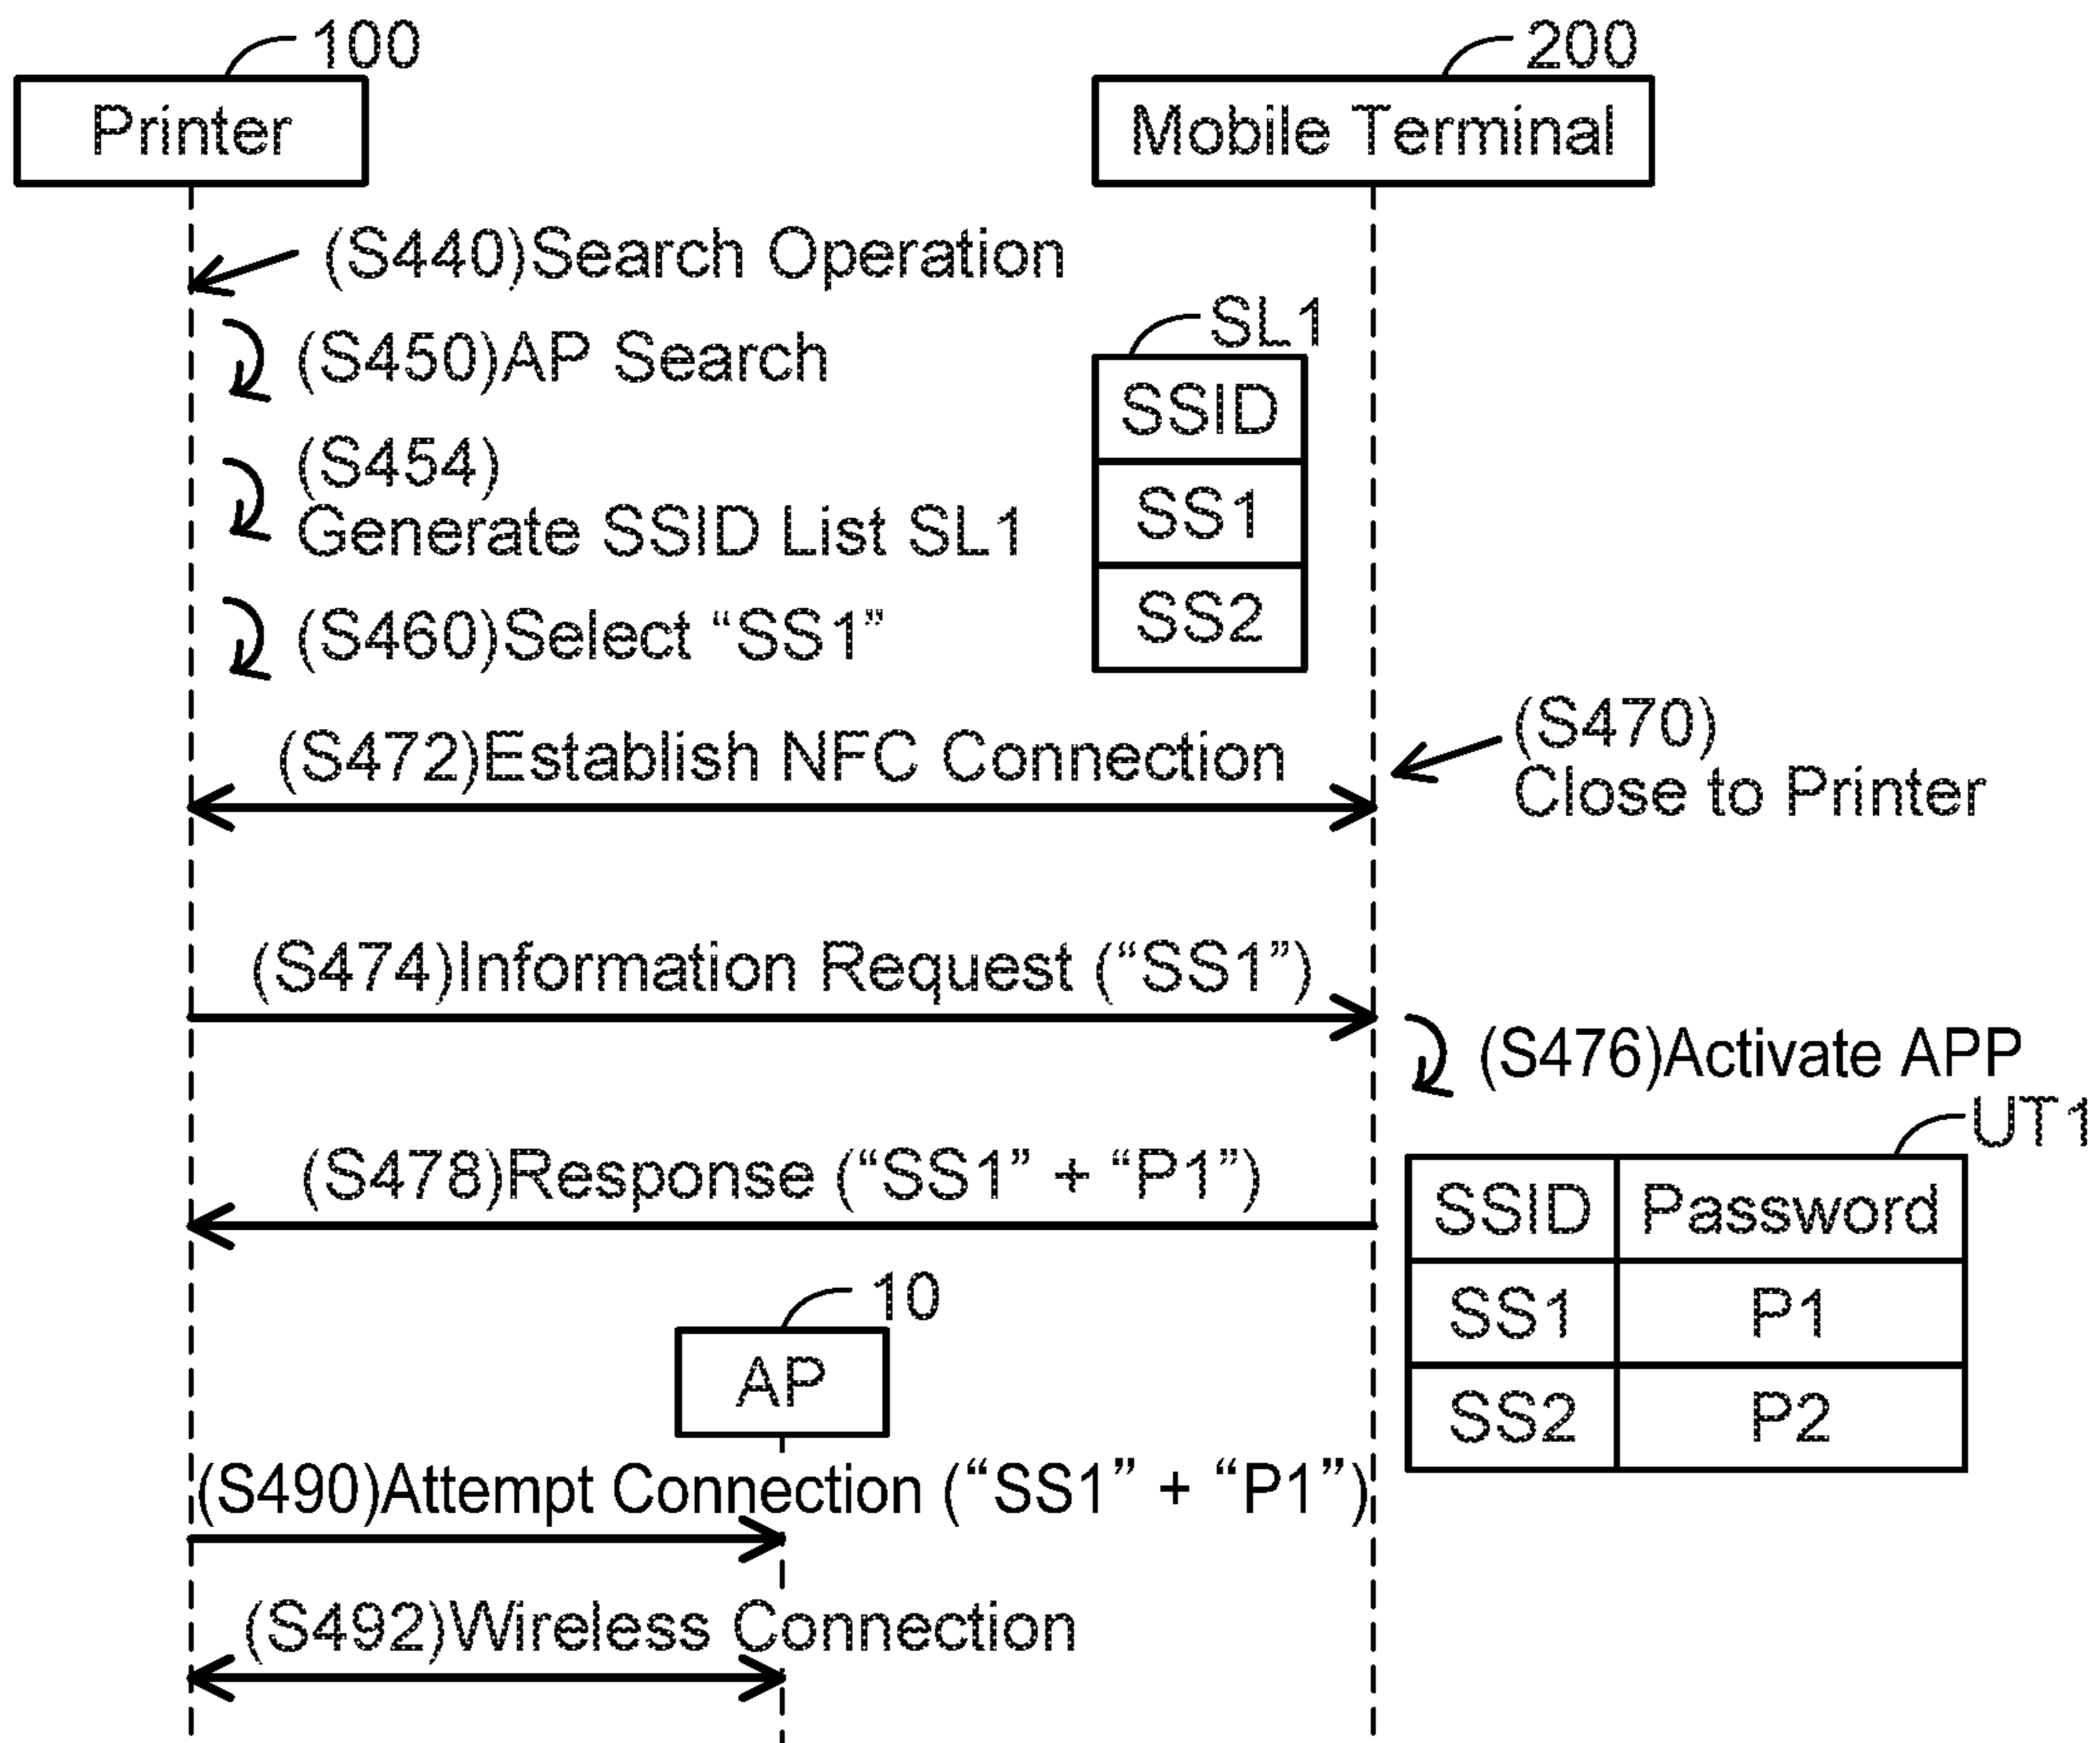 100
200
Printer
Mobile Terminal
(S440)Search Operation
SL1
(S450)AP Search
SSID
SS1
SS2
(S454)
Generate SSID List SL1
(S460)Select “SS1”
(S470)
Close to Printer
(S472)Establish NFC Connection
(S474)Information Request (“SS1”)
(S476)Activate APP
UT1
(S478)Response (“SS1” + “P1”)
SSID Password
SS1 P1
SS2 P2
10
AP
(S490)Attempt Connection (“SS1” + “P1”)
(S492)Wireless Connection